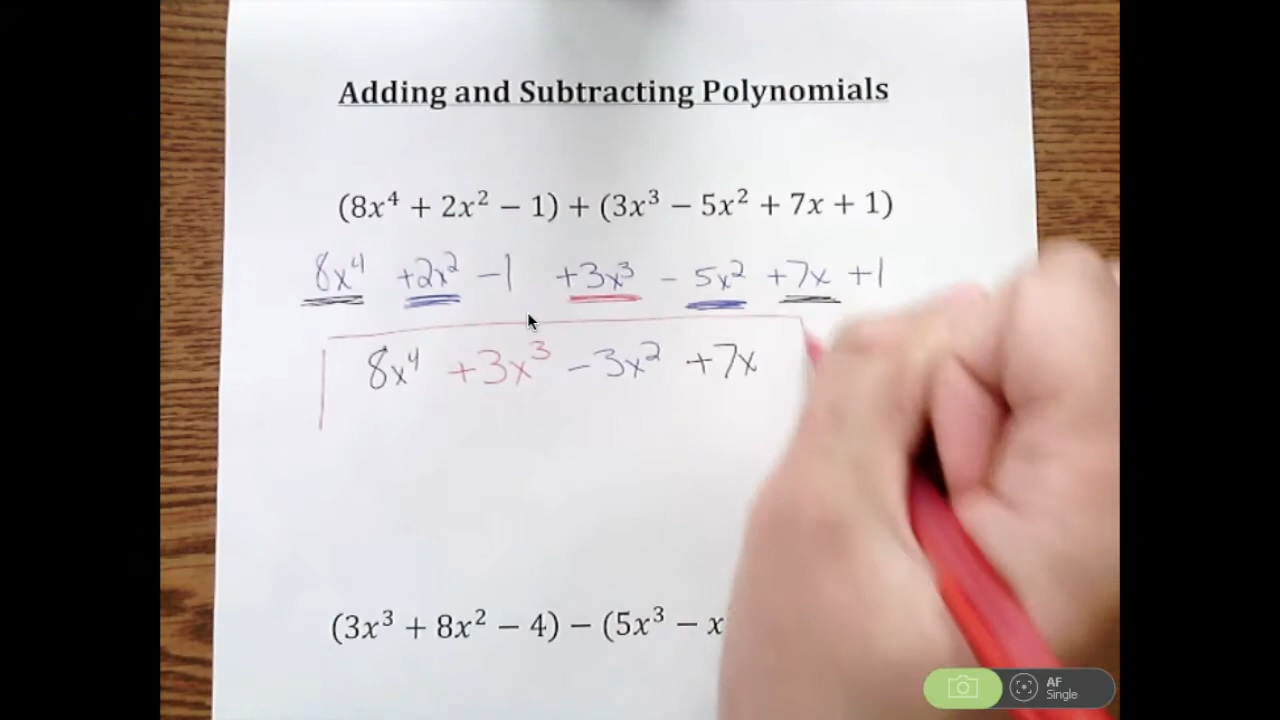 Adding and Subtracting Polynomials
(8x⁴ + 2x² − 1) + (3x³ − 5x² + 7x + 1)
8x⁴ +2x² −1 +3x³ − 5x² +7x +1
8x⁴ +3x³ −3x² +7x
(3x³ + 8x² − 4) − (5x³ − x
AF
Single